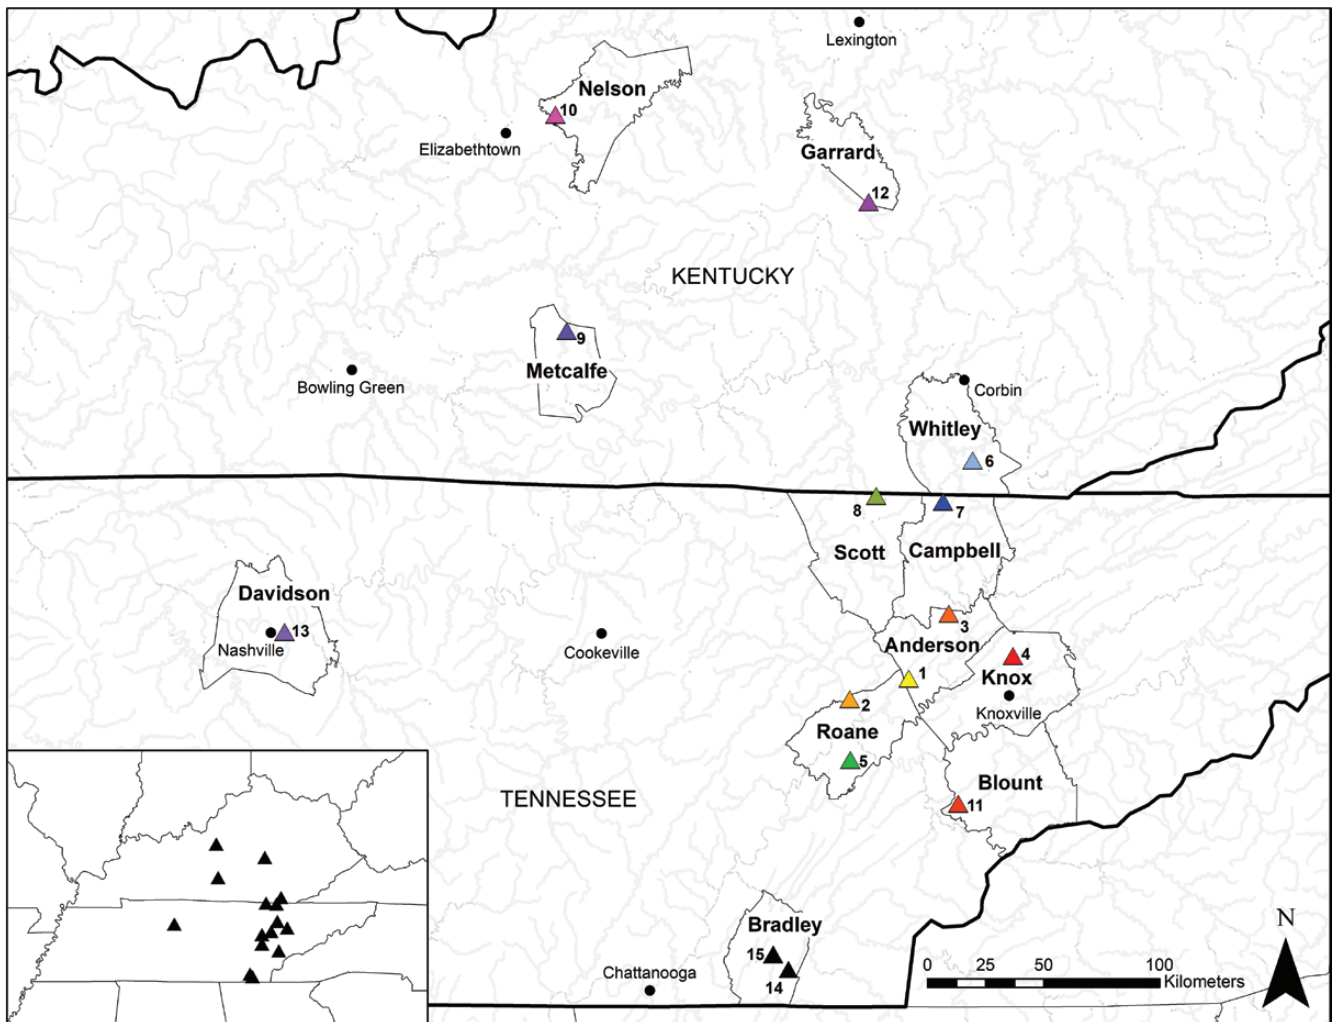 Lexington
Nelson
10
Elizabethtown
Garrard
12
KENTUCKY
9
Metcalfe
Bowling Green
Corbin
Whitley
6
8
7
Scott
Campbell
Davidson
13
Nashville
Cookeville
3
Anderson
4
1
Knox
2
Knoxville
Roane
5
Blount
TENNESSEE
11
Bradley
15
14
Chattanooga
N
0 25 50 100
Kilometers